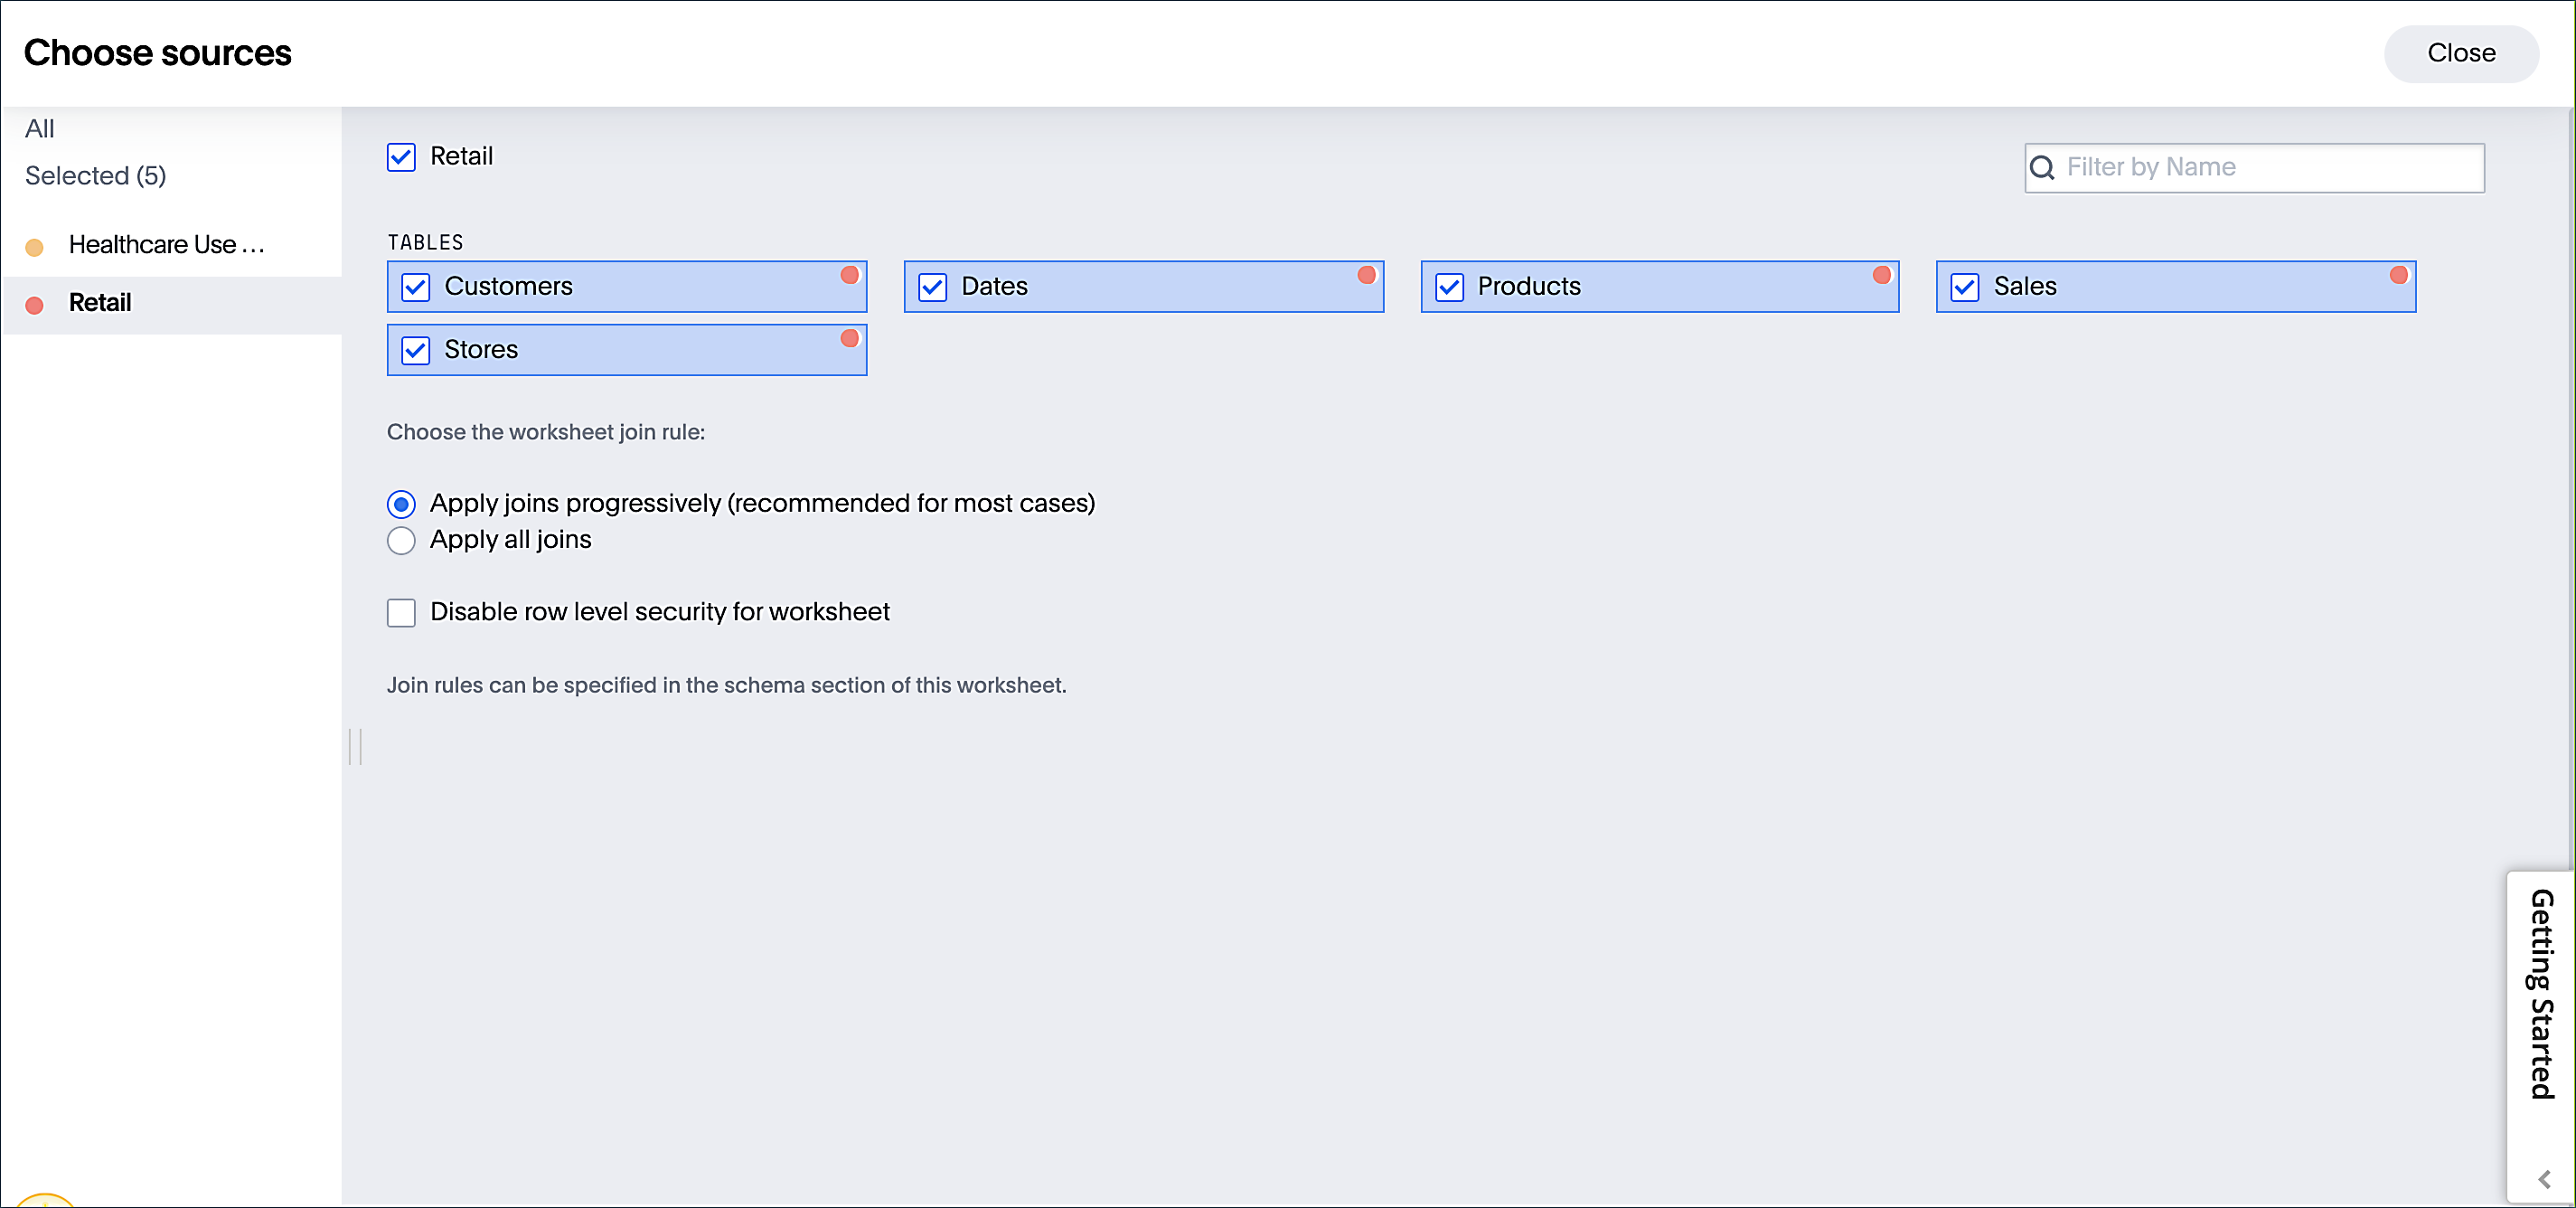 Choose sources
Close
All
Selected (5)
Healthcare Use ...
Retail
Retail
Filter by Name
TABLES
Customers
Dates
Products
Sales
Stores
Choose the worksheet join rule:
Apply joins progressively (recommended for most cases)
Apply all joins
Disable row level security for worksheet
Join rules can be specified in the schema section of this worksheet.
Getting Started